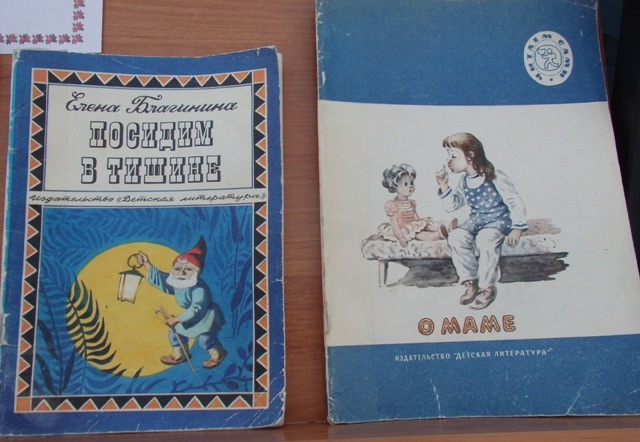 Елена Благинина
ПОСИДИМ
В ТИШИНЕ
издательство «Детская литература»
ЧИТАЕМ САМИ
О МАМЕ
ИЗДАТЕЛЬСТВО "ДЕТСКАЯ ЛИТЕРАТУРА"